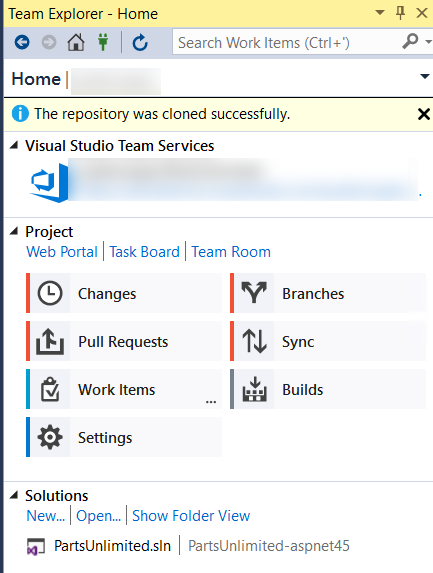 Team Explorer - Home
Search Work Items (Ctrl+')
Home |
The repository was cloned successfully.
Visual Studio Team Services
Project
Web Portal | Task Board | Team Room
Changes
Branches
Pull Requests
Sync
Work Items ...
Builds
Settings
Solutions
New... | Open... | Show Folder View
PartsUnlimited.sln | PartsUnlimited-aspnet45